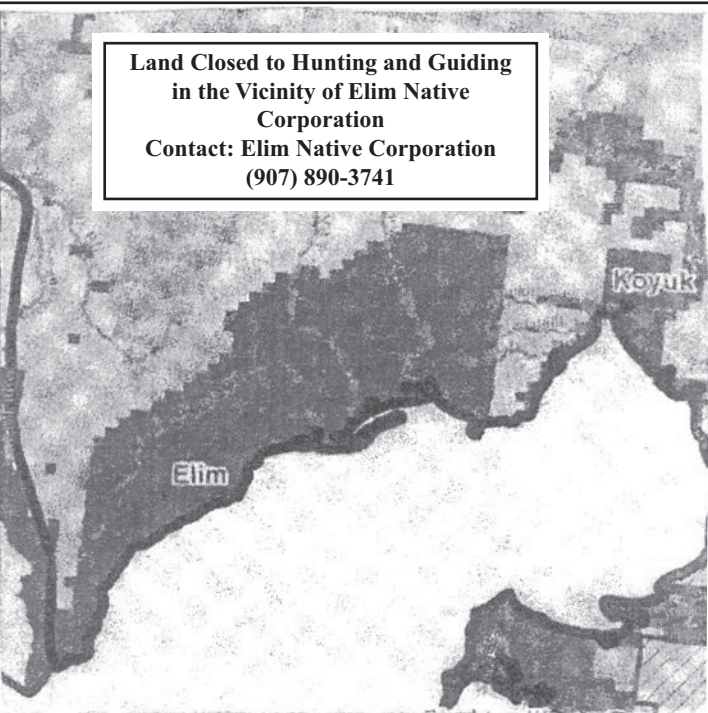 Land Closed to Hunting and Guiding
in the Vicinity of Elim Native
Corporation
Contact: Elim Native Corporation
(907) 890-3741
Koyuk
Elim